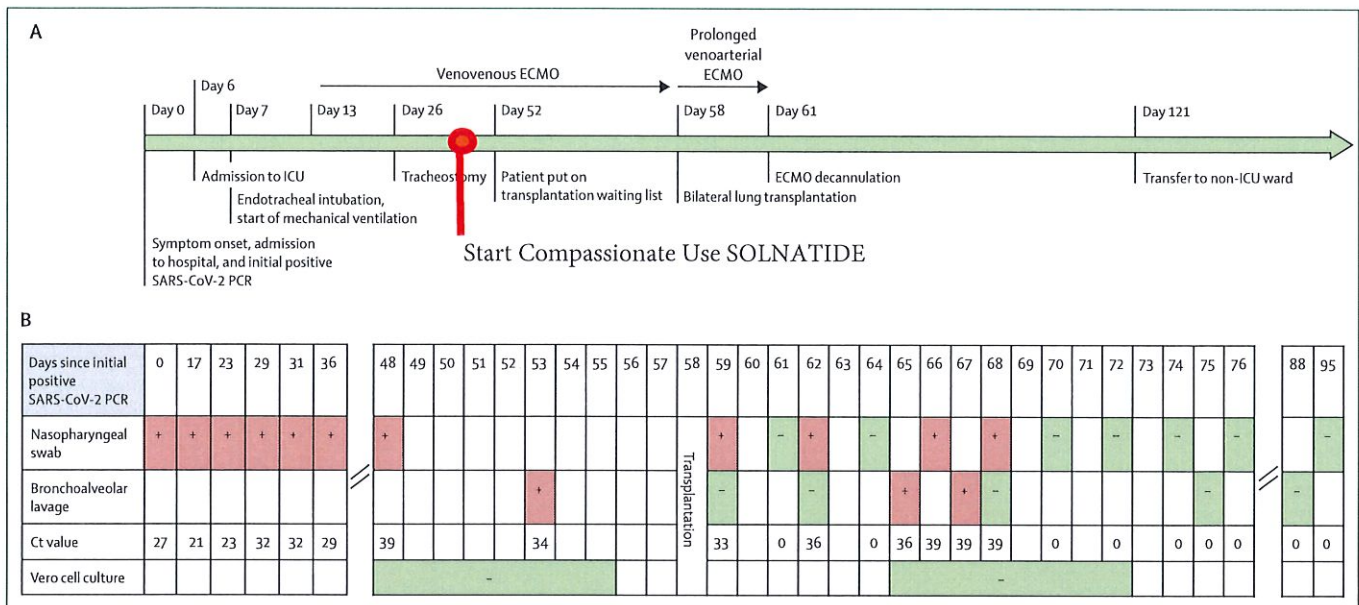 A
Prolonged
venoarterial
ECMO
Venovenous ECMO
Day 6
Day 0
Day 7
Day 13
Day 26
Day 52
Day 58
Day 61
Day 121
Admission to ICU
Tracheostomy
Patient put on
transplantation waiting list
Bilateral lung transplantation
ECMO decannulation
Transfer to non-ICU ward
Endotracheal intubation,
start of mechanical ventilation
Symptom onset, admission
to hospital, and initial positive
SARS-CoV-2 PCR
Start Compassionate Use SOLNATIDE
B
Days since initial
positive
SARS-CoV-2 PCR
0 17 23 29 31 36 48 49 50 51 52 53 54 55 56 57 58 59 60 61 62 63 64 65 66 67 68 69 70 71 72 73 74 75 76 88 95
Nasopharyngeal
swab
+ + + + + + + + – + – + + – – – – –
Transplantation
Bronchoalveolar
lavage
+ – – + + – – –
Ct value
27 21 23 32 32 29 39 34 33 0 36 0 36 39 39 39 0 0 0 0 0 0 0
Vero cell culture
– –